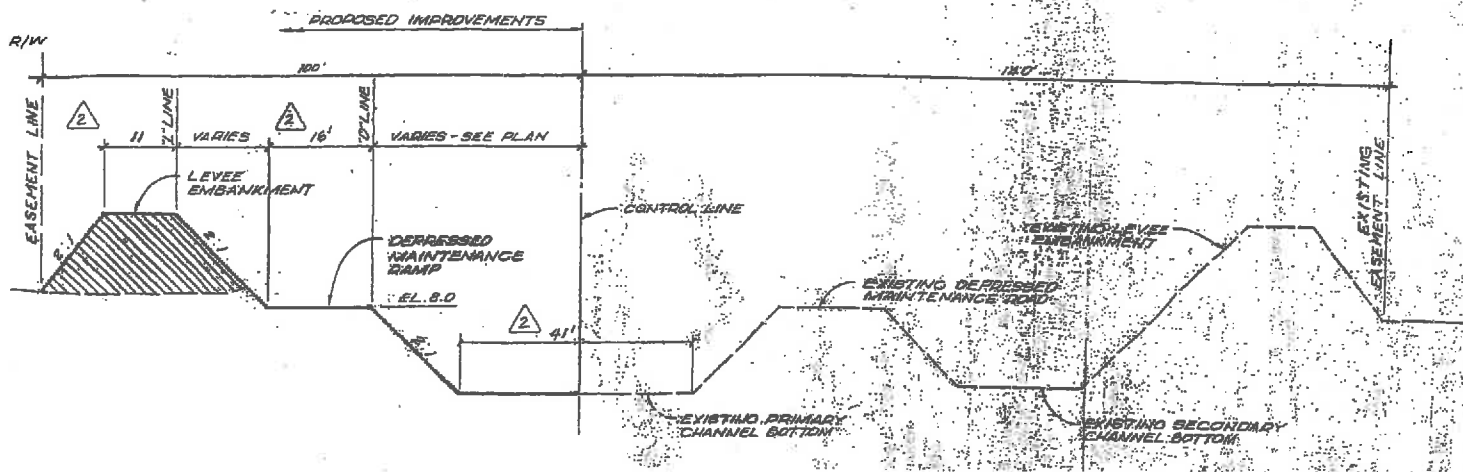 PROPOSED IMPROVEMENTS
R/W
100'
EASEMENT LINE
2
11
"L" LINE
VARIES
2
16'
"D" LINE
VARIES - SEE PLAN
LEVEE
EMBANKMENT
2:1
2:1
DEPRESSED
MAINTENANCE
RAMP
EL. 8.0
CONTROL LINE
2
41'
2:1
EXISTING LEVEE
EMBANKMENT
EXISTING
EASEMENT LINE
EXISTING DEPRESSED
MAINTENANCE ROAD
EXISTING PRIMARY
CHANNEL BOTTOM
EXISTING SECONDARY
CHANNEL BOTTOM